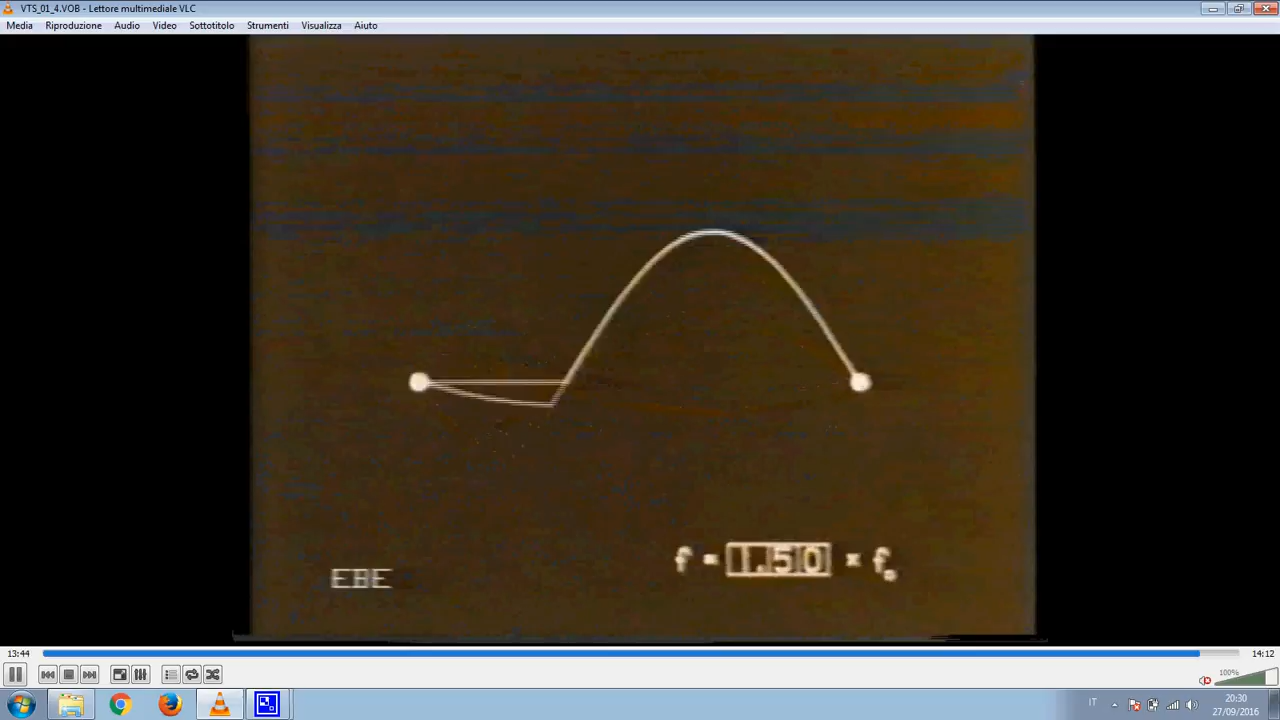 VTS_01_4.VOB - Lettore multimediale VLC
Media Riproduzione Audio Video Sottotitolo Strumenti Visualizza Aiuto
f = 1.50 × f₀
EBE
13:44 14:12
100%
IT 20:30
27/09/2016